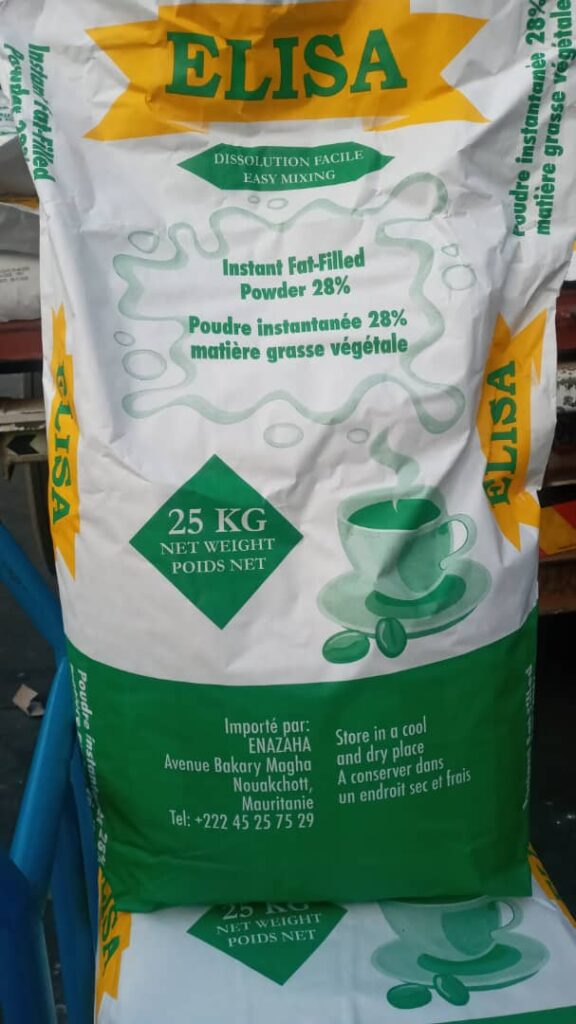 ELISA
DISSOLUTION FACILE
EASY MIXING
Instant Fat-Filled
Powder 28%
Poudre instantanée 28%
matière grasse végétale
25 KG
NET WEIGHT
POIDS NET
Importé par:
ENAZAHA
Avenue Bakary Magha
Nouakchott,
Mauritanie
Tel: +222 45 25 75 29
Store in a cool
and dry place
A conserver dans
un endroit sec et frais
Instant Fat-Filled
Poudre instantanée 28%
matière grasse végétale
ELISA
ELISA
25 KG
NET WEIGHT
POIDS NET